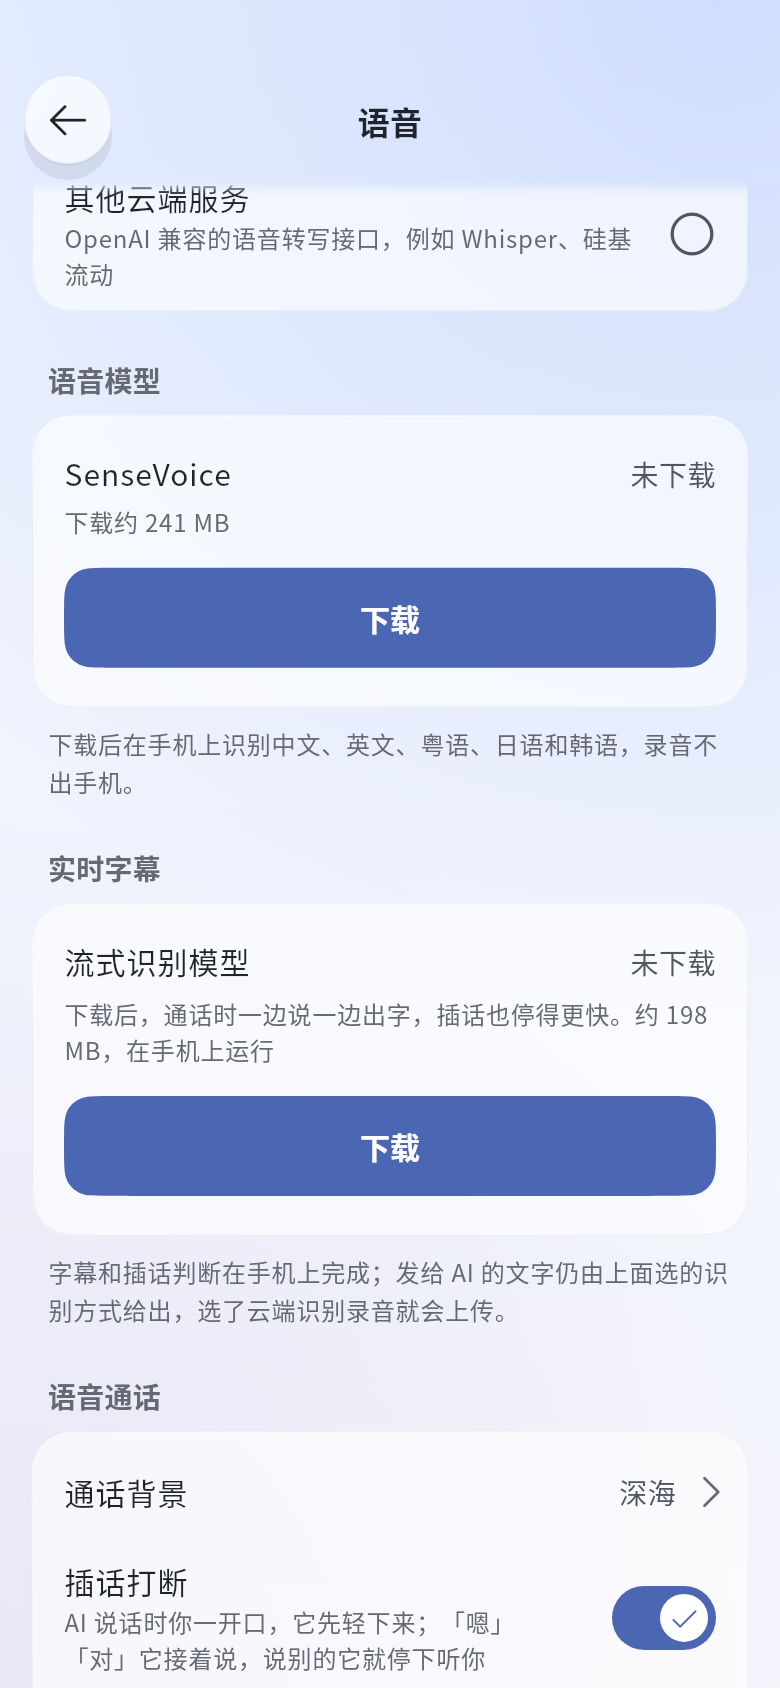 语音
其他云端服务
OpenAI 兼容的语音转写接口，例如 Whisper、硅基
流动
语音模型
SenseVoice
未下载
下载约 241 MB
下载
下载后在手机上识别中文、英文、粤语、日语和韩语，录音不
出手机。
实时字幕
流式识别模型
未下载
下载后，通话时一边说一边出字，插话也停得更快。约 198
MB，在手机上运行
下载
字幕和插话判断在手机上完成；发给 AI 的文字仍由上面选的识
别方式给出，选了云端识别录音就会上传。
语音通话
通话背景
深海
插话打断
AI 说话时你一开口，它先轻下来；「嗯」
「对」它接着说，说别的它就停下听你